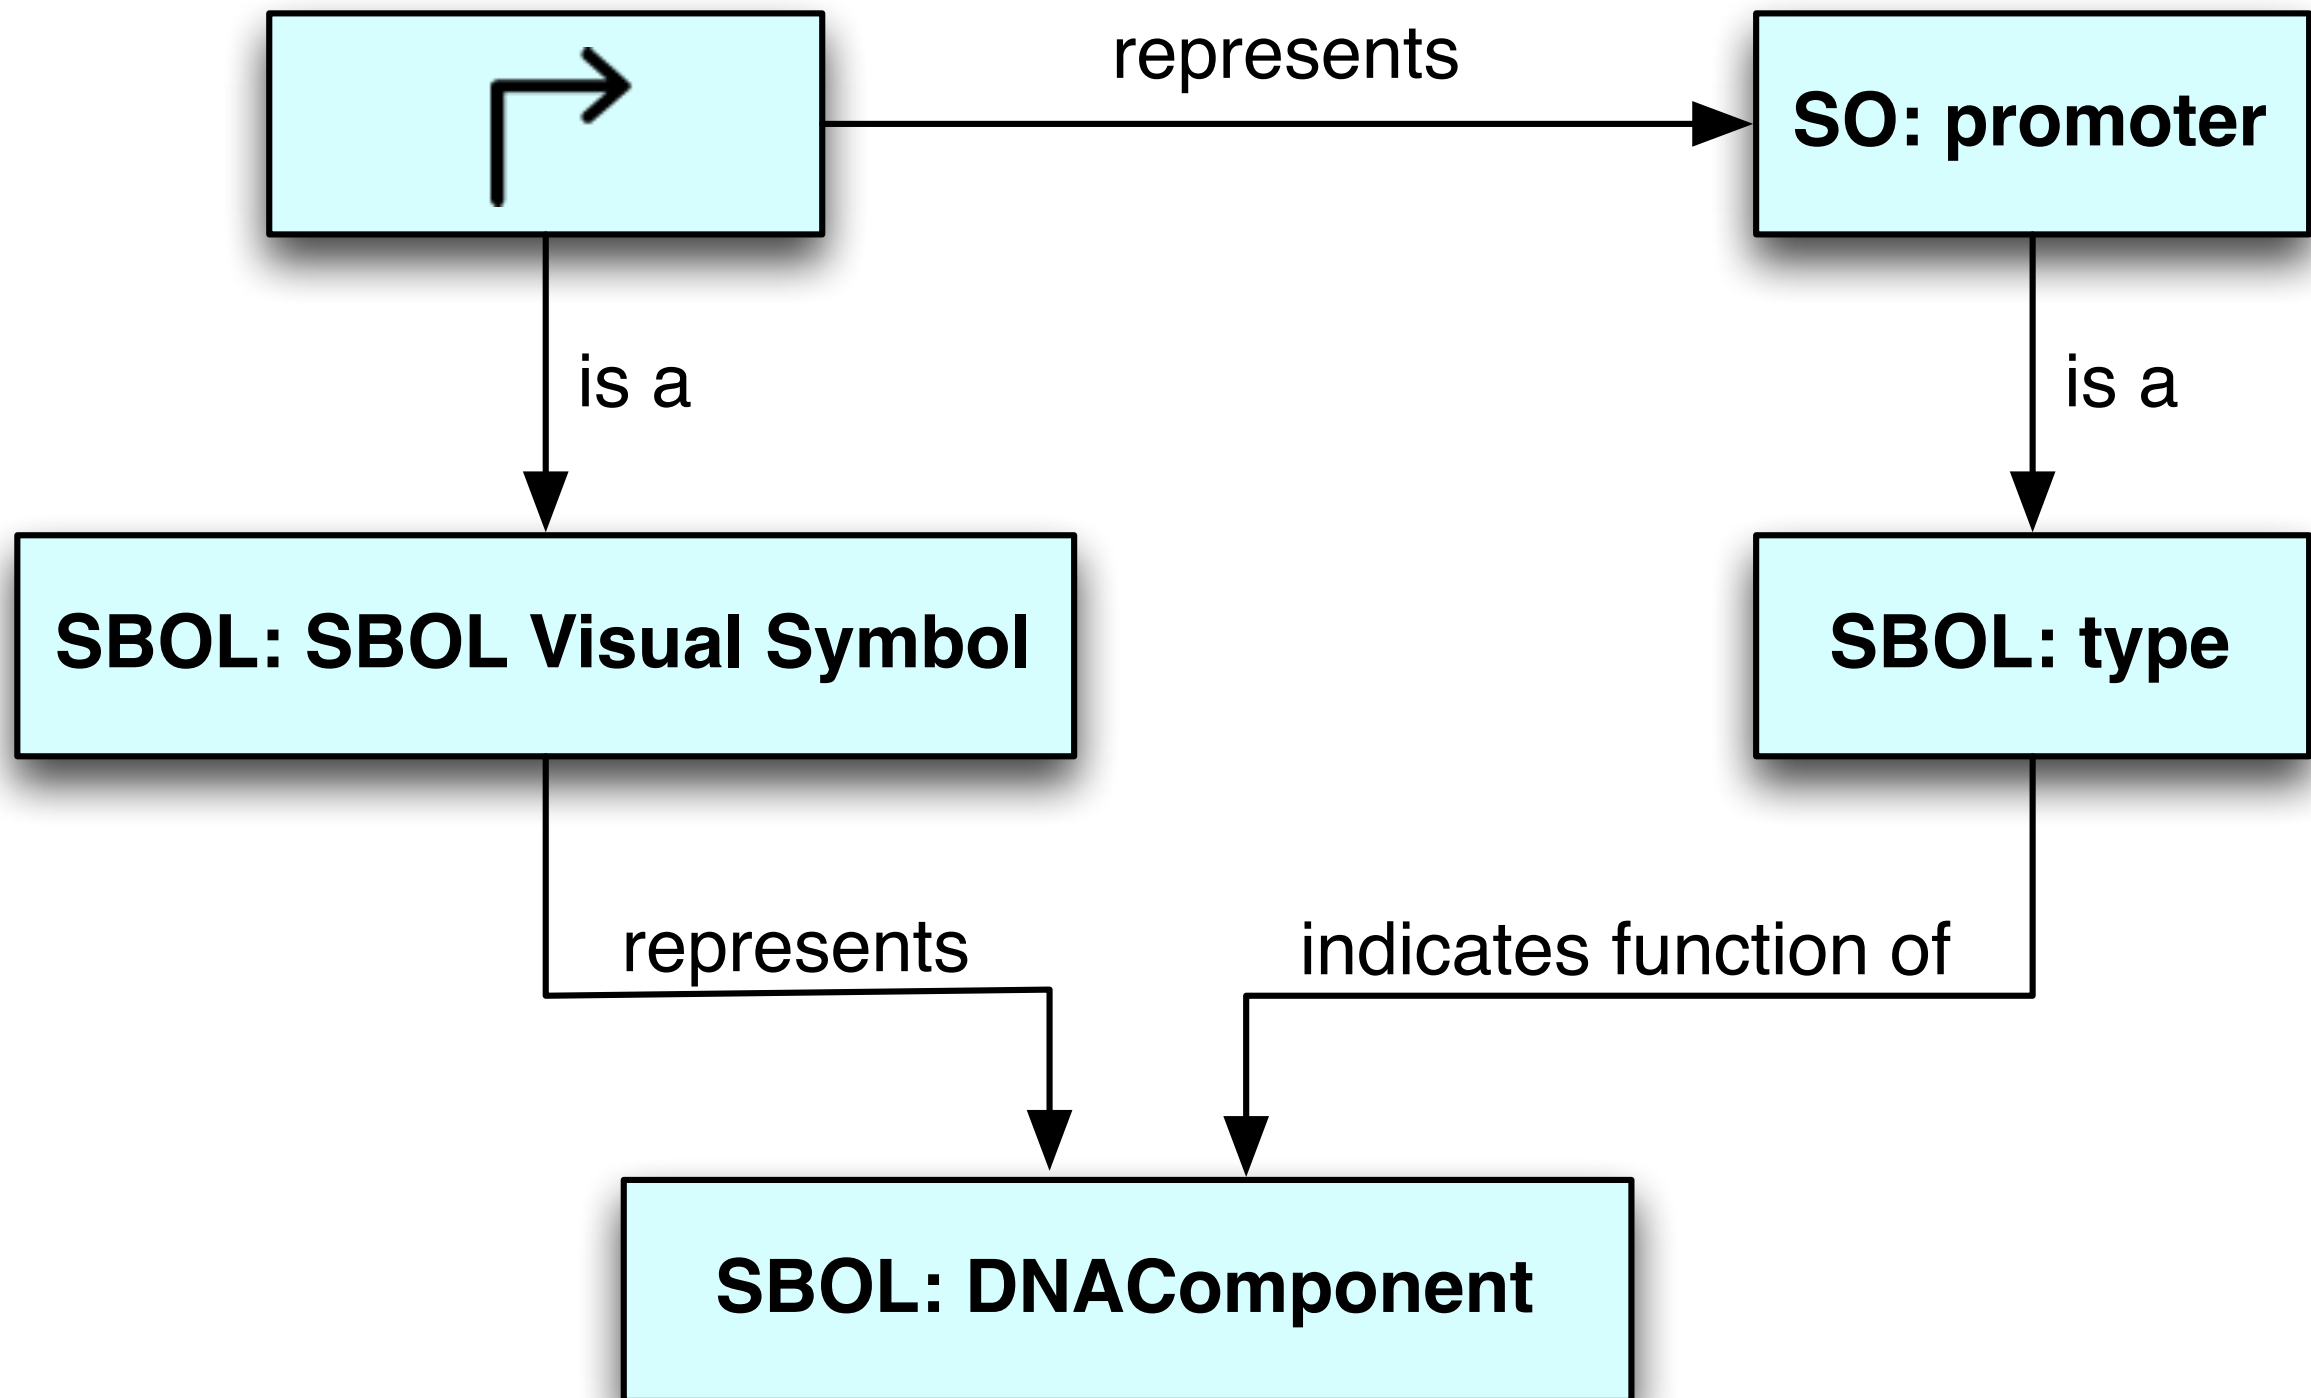 represents
SO: promoter
is a
is a
SBOL: SBOL Visual Symbol
SBOL: type
represents
indicates function of
SBOL: DNAComponent